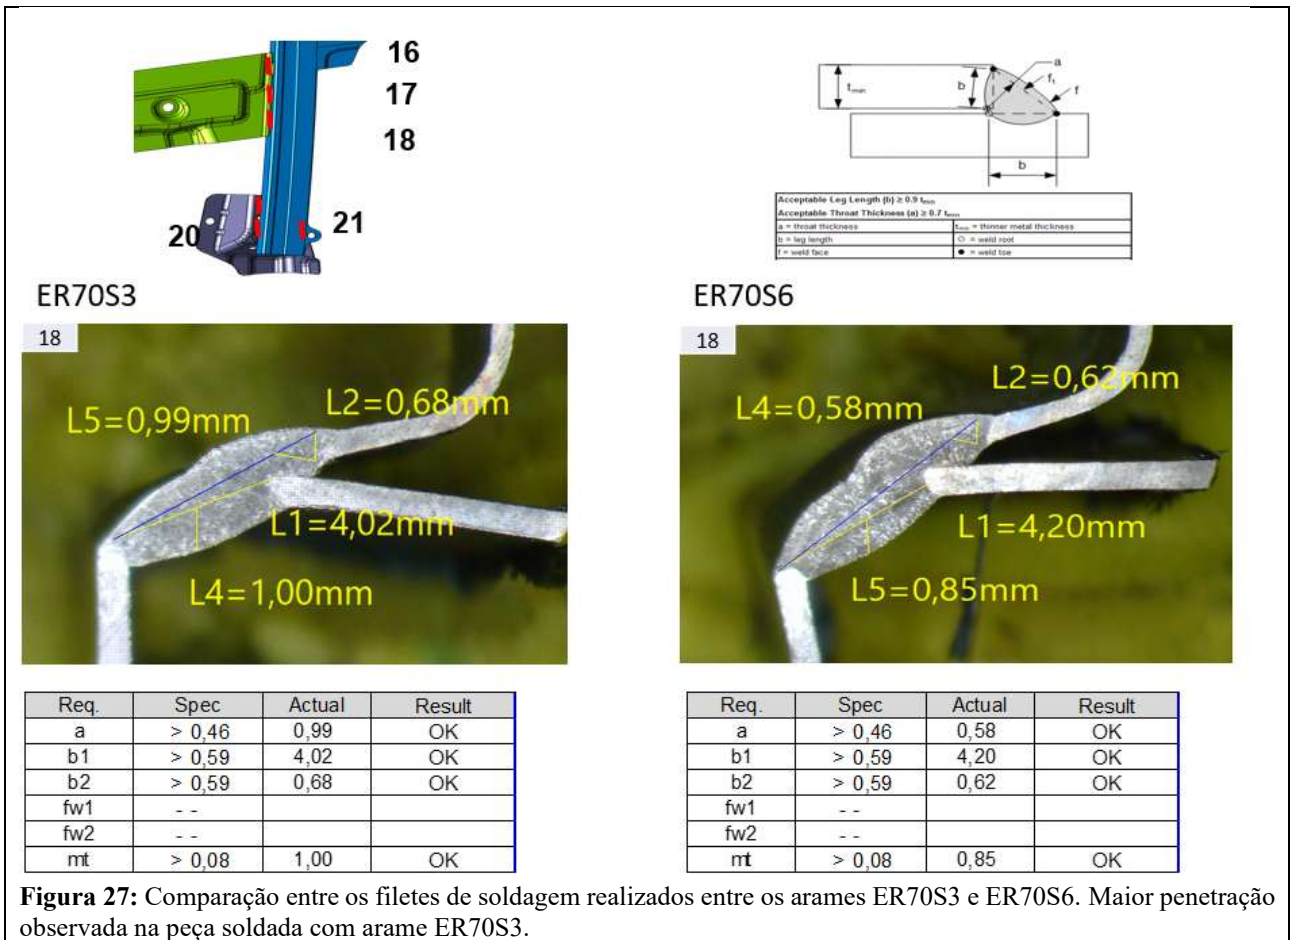 16
17
18
20
21
a
b
tmin
ft
f
b
Acceptable Leg Length (b) ≥ 0.9 tmin
Acceptable Throat Thickness (a) ≥ 0.7 tmin
a = throat thickness tmin = thinner metal thickness
b = leg length ○ = weld root
f = weld face ● = weld toe
ER70S3
18
L5=0,99mm
L2=0,68mm
L1=4,02mm
L4=1,00mm
ER70S6
18
L2=0,62mm
L4=0,58mm
L1=4,20mm
L5=0,85mm
Req. Spec Actual Result
a > 0,46 0,99 OK
b1 > 0,59 4,02 OK
b2 > 0,59 0,68 OK
fw1 - -
fw2 - -
mt > 0,08 1,00 OK
Req. Spec Actual Result
a > 0,46 0,58 OK
b1 > 0,59 4,20 OK
b2 > 0,59 0,62 OK
fw1 - -
fw2 - -
mt > 0,08 0,85 OK
Figura 27: Comparação entre os filetes de soldagem realizados entre os arames ER70S3 e ER70S6. Maior penetração
observada na peça soldada com arame ER70S3.